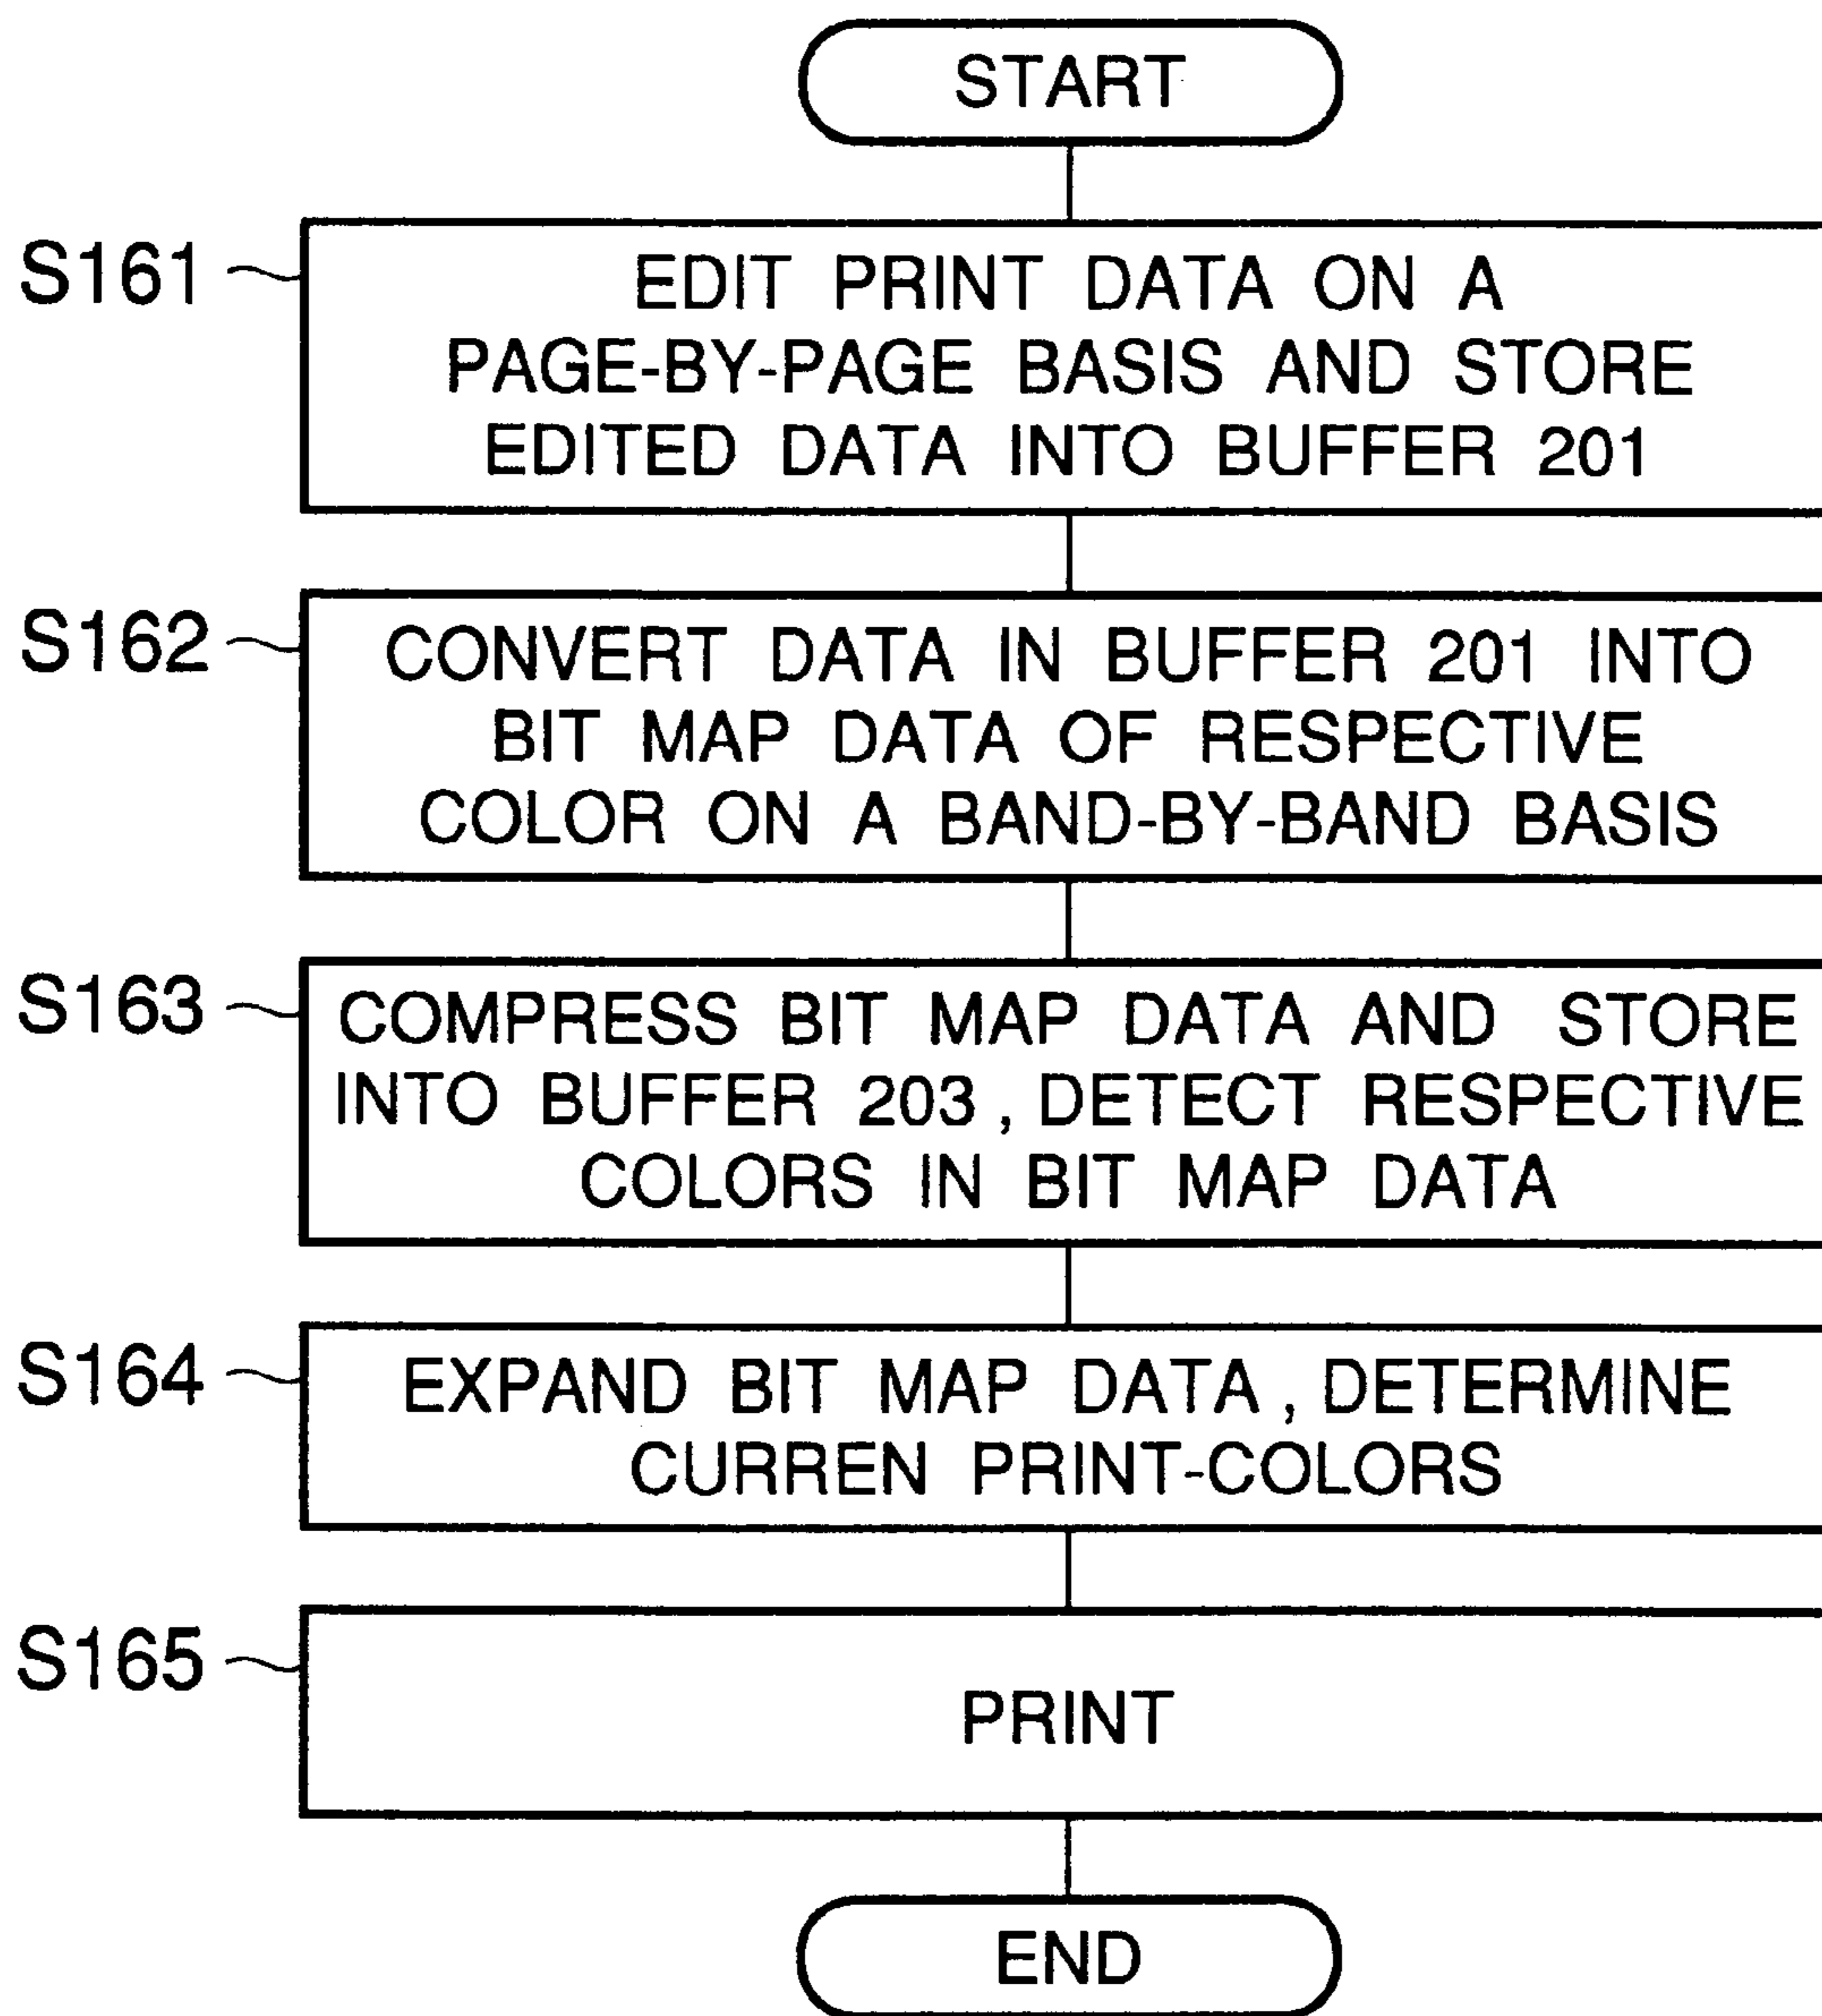 START
S161
EDIT PRINT DATA ON A
PAGE-BY-PAGE BASIS AND STORE
EDITED DATA INTO BUFFER 201
S162
CONVERT DATA IN BUFFER 201 INTO
BIT MAP DATA OF RESPECTIVE
COLOR ON A BAND-BY-BAND BASIS
S163
COMPRESS BIT MAP DATA AND STORE
INTO BUFFER 203, DETECT RESPECTIVE
COLORS IN BIT MAP DATA
S164
EXPAND BIT MAP DATA, DETERMINE
CURREN PRINT-COLORS
S165
PRINT
END